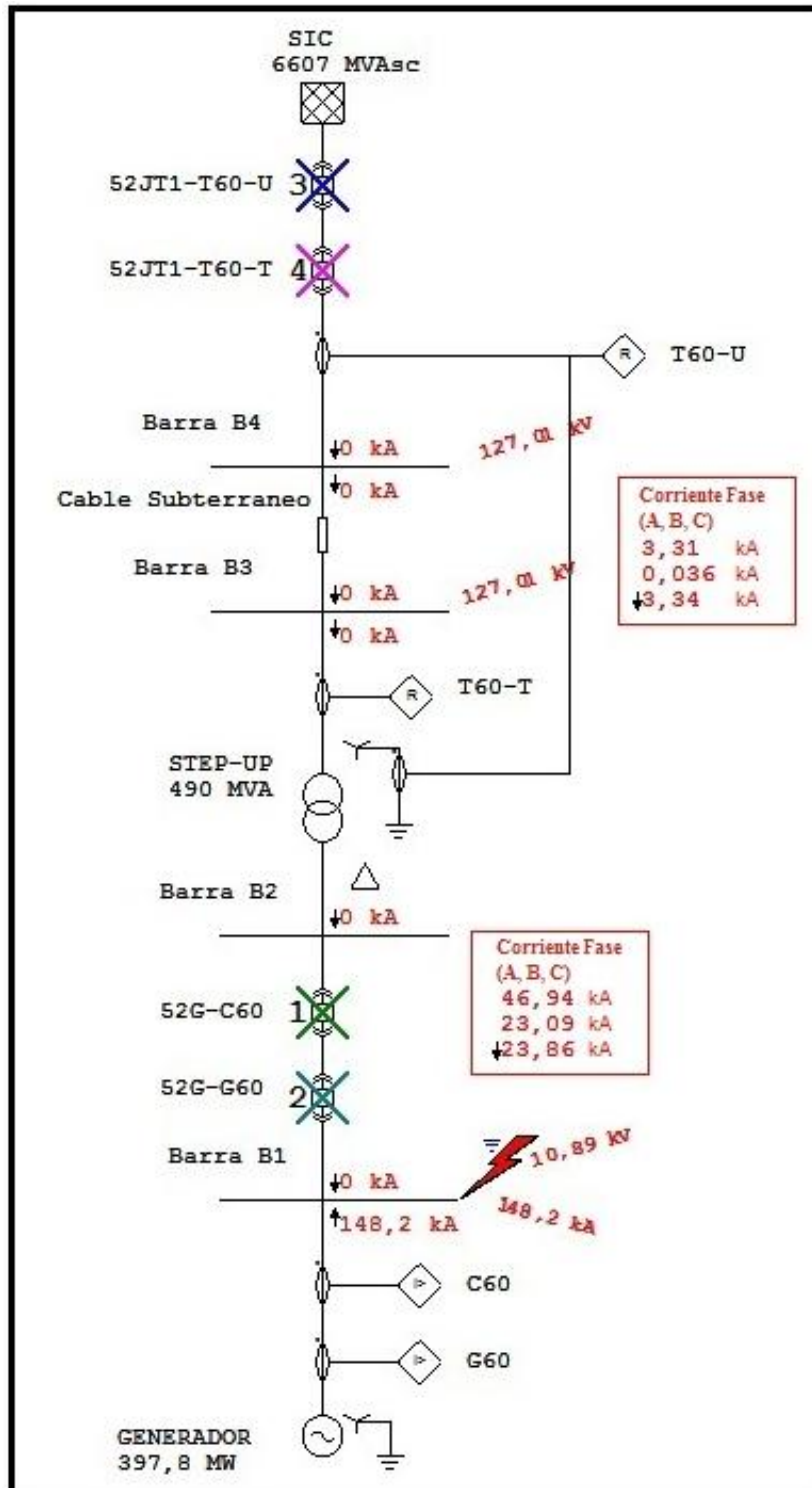 SIC
6607 MVAsc
52JT1-T60-U
3
52JT1-T60-T
4
R
T60-U
Barra B4
0 kA
127,01 kV
0 kA
Cable Subterraneo
Corriente Fase
(A, B, C)
3,31 kA
0,036 kA
3,34 kA
Barra B3
0 kA
127,01 kV
0 kA
R
T60-T
STEP-UP
490 MVA
Barra B2
0 kA
Corriente Fase
(A, B, C)
46,94 kA
23,09 kA
23,86 kA
52G-C60
1
52G-G60
2
Barra B1
10,89 kV
0 kA
148,2 kA
148,2 kA
C60
G60
GENERADOR
397,8 MW